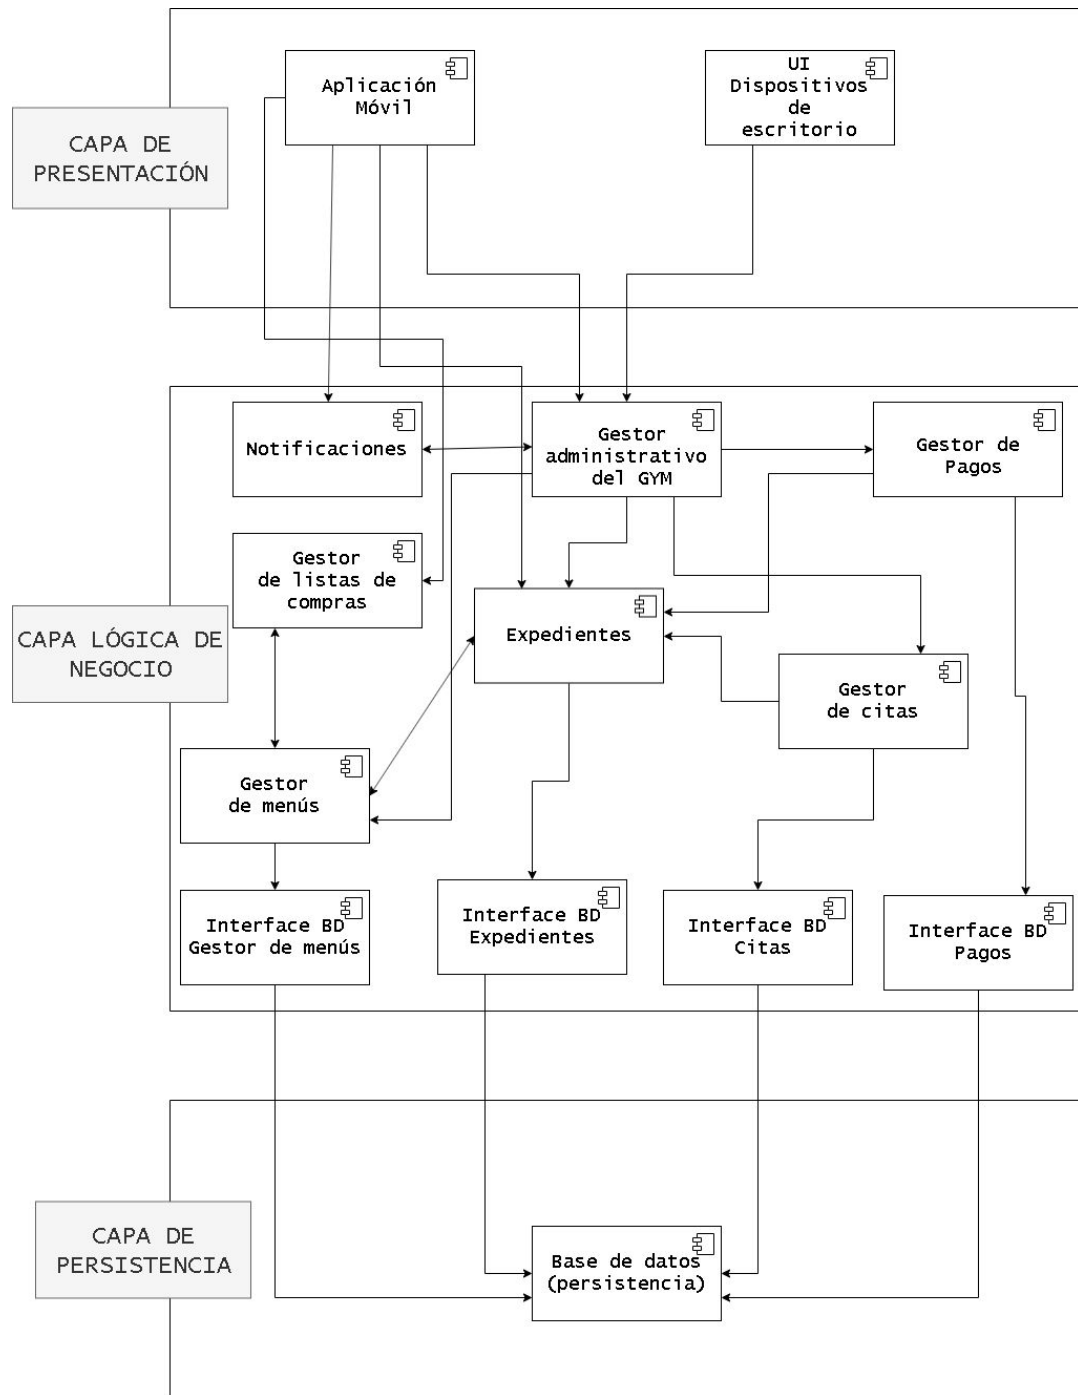 Aplicación
Móvil
UI
Dispositivos
de
escritorio
CAPA DE
PRESENTACIÓN
Notificaciones
Gestor
administrativo
del GYM
Gestor de
Pagos
Gestor
de listas de
compras
Expedientes
CAPA LÓGICA DE
NEGOCIO
Gestor
de citas
Gestor
de menús
Interface BD
Gestor de menús
Interface BD
Expedientes
Interface BD
Citas
Interface BD
Pagos
CAPA DE
PERSISTENCIA
Base de datos
(persistencia)